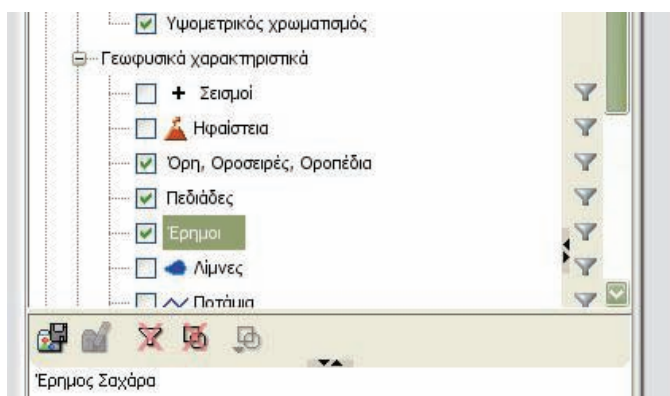 Υψομετρικός χρωματισμός
Γεωφυσικά χαρακτηριστικά
Σεισμοί
Ηφαίστεια
Όρη, Οροσειρές, Οροπέδια
Πεδιάδες
Έρημοι
Λίμνες
Ποτάμια
Έρημος Σαχάρα